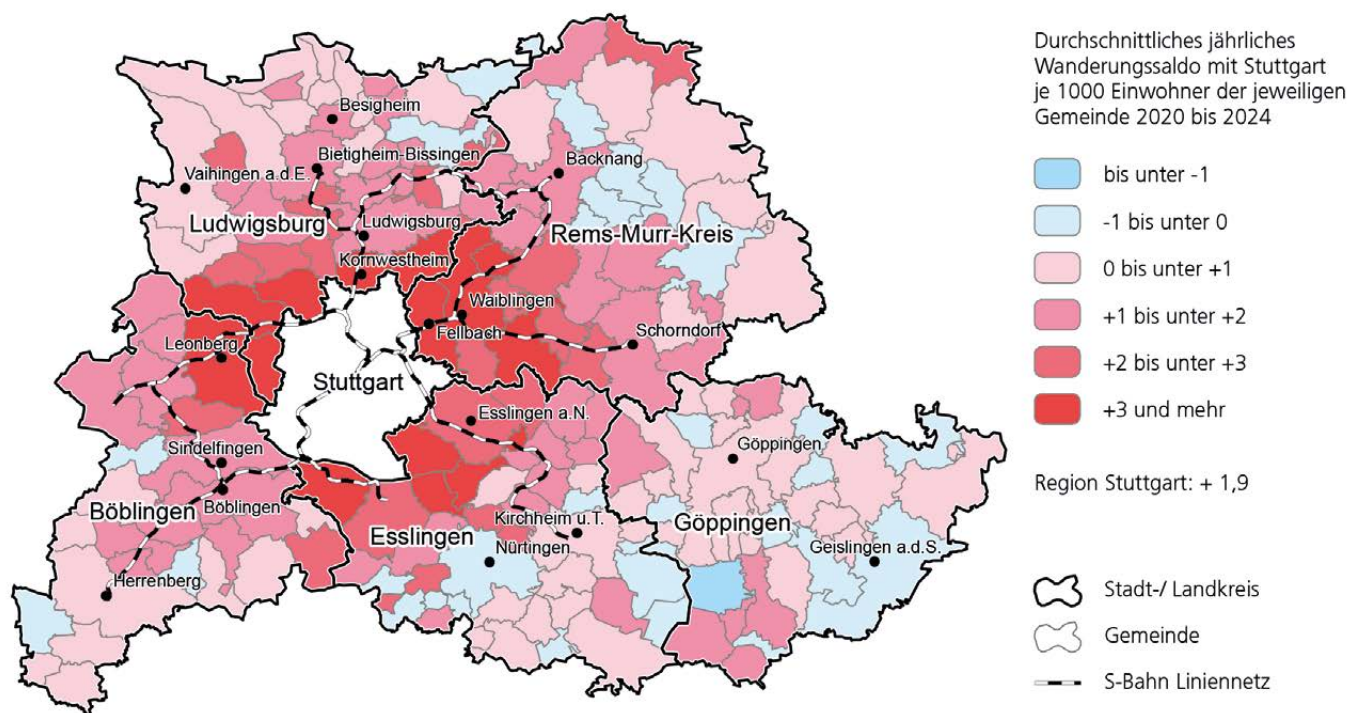 Besigheim
Bietigheim-Bissingen
Backnang
Vaihingen a.d.E.
Ludwigsburg
Ludwigsburg
Rems-Murr-Kreis
Kornwestheim
Waiblingen
Fellbach
Schorndorf
Leonberg
Stuttgart
Esslingen a.N.
Sindelfingen
Göppingen
Böblingen
Böblingen
Kirchheim u.T.
Göppingen
Esslingen
Nürtingen
Geislingen a.d.S.
Herrenberg
Durchschnittliches jährliches
Wanderungssaldo mit Stuttgart
je 1000 Einwohner der jeweiligen
Gemeinde 2020 bis 2024
bis unter -1
-1 bis unter 0
0 bis unter +1
+1 bis unter +2
+2 bis unter +3
+3 und mehr
Region Stuttgart: + 1,9
Stadt-/ Landkreis
Gemeinde
S-Bahn Liniennetz